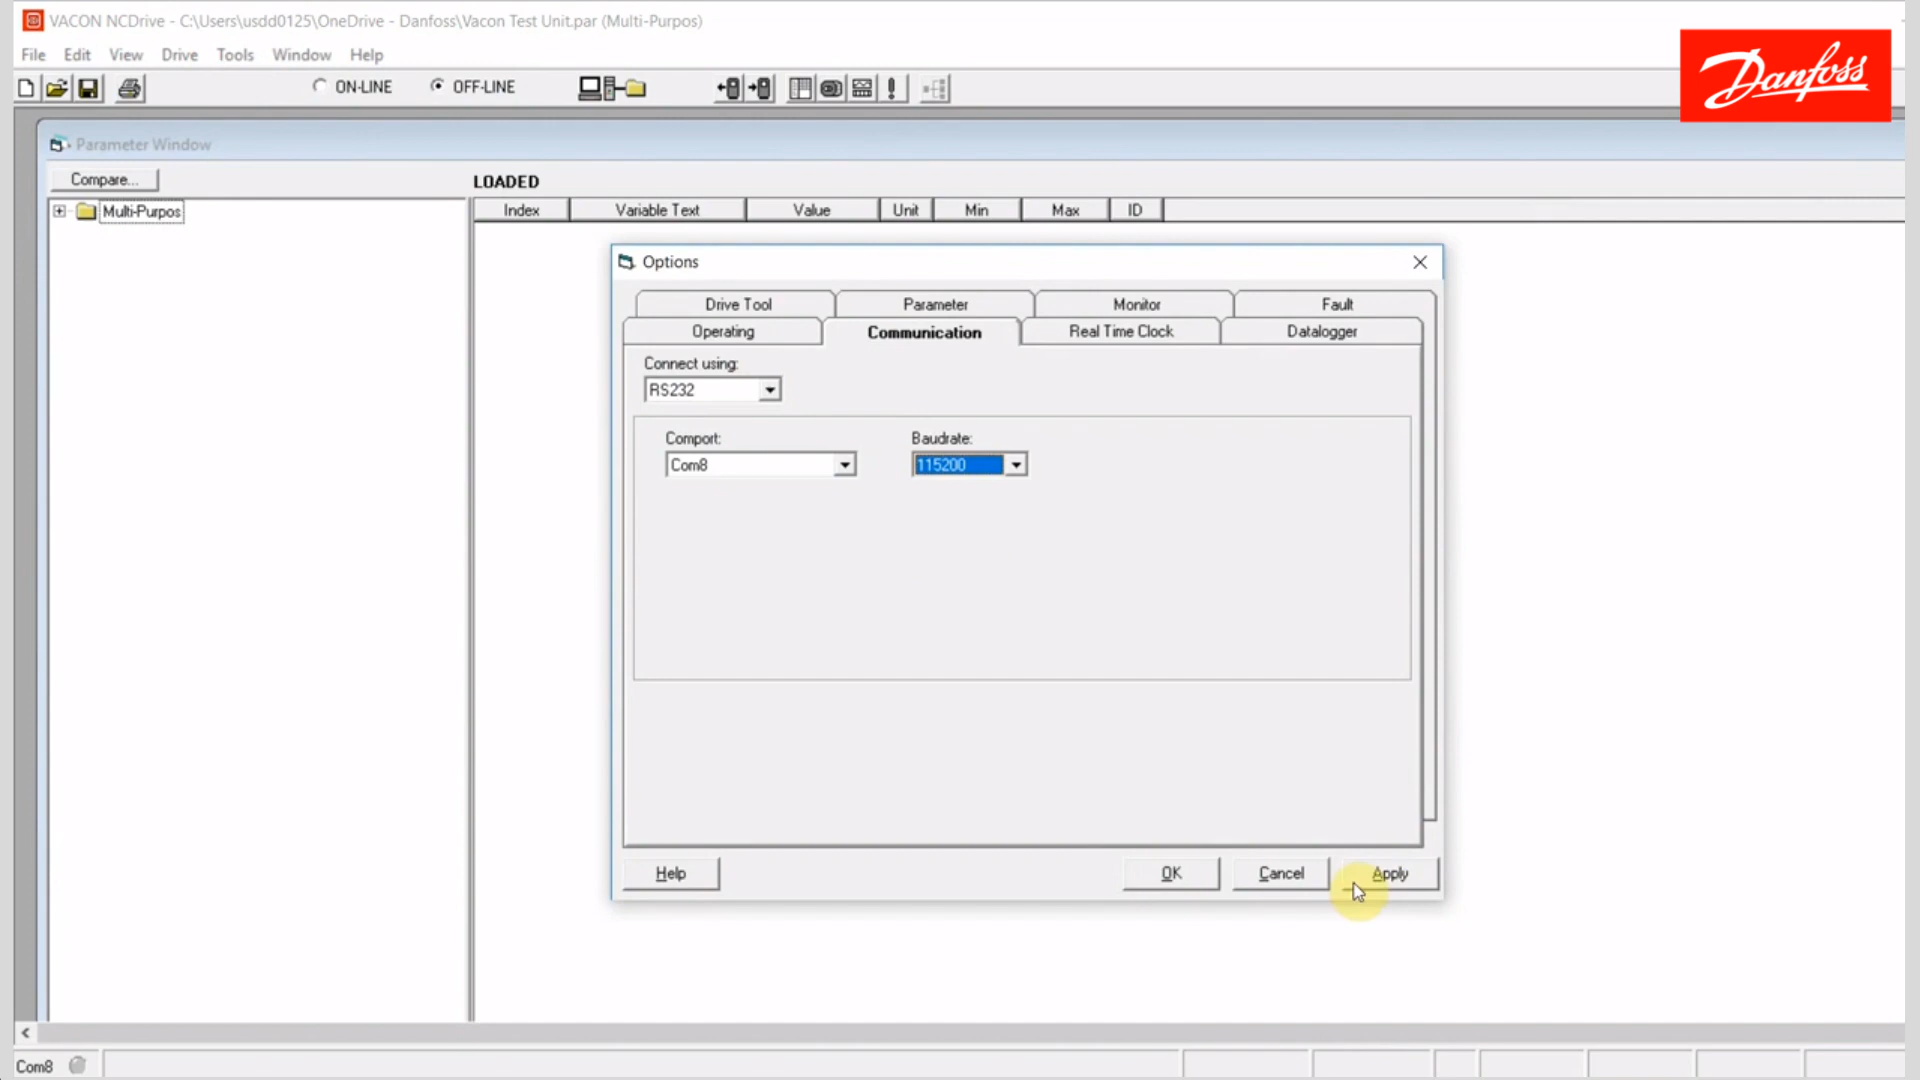 VACON NCDrive - C:\Users\usdd0125\OneDrive - Danfoss\Vacon Test Unit.par (Multi-Purpos)
File Edit View Drive Tools Window Help
Danfoss
ON-LINE OFF-LINE
Parameter Window
Compare...
LOADED
Multi-Purpos
Index Variable Text Value Unit Min Max ID
Options
Drive Tool Parameter Monitor Fault
Operating Communication Real Time Clock Datalogger
Connect using:
RS232
Comport: Baudrate:
Com8 115200
Help OK Cancel Apply
Com8